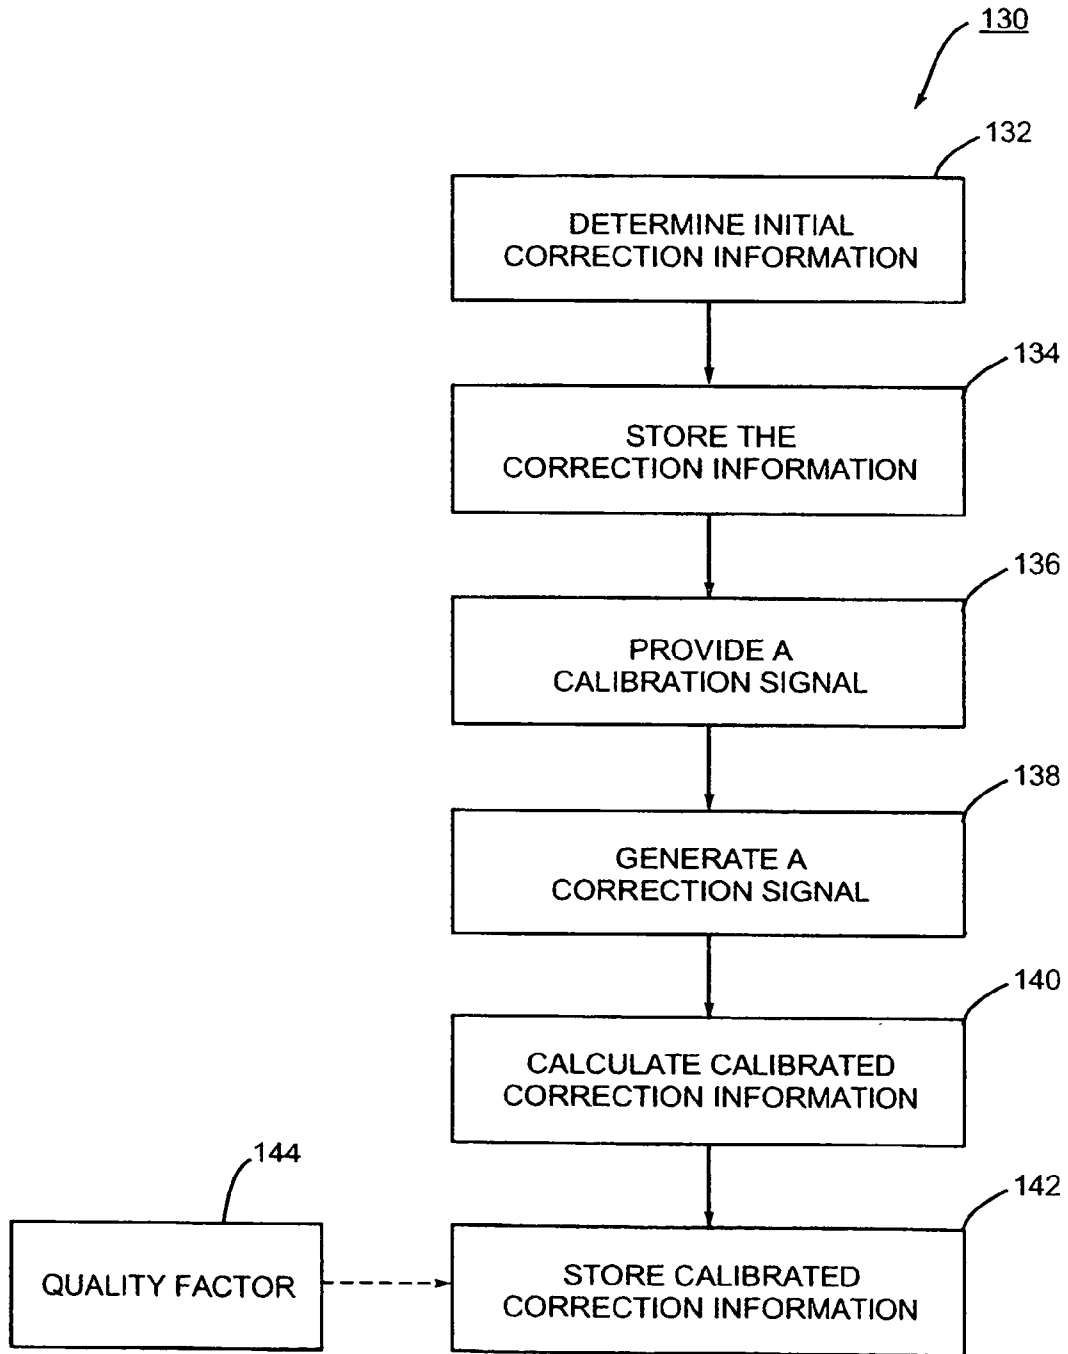 130
132
DETERMINE INITIAL
CORRECTION INFORMATION
134
STORE THE
CORRECTION INFORMATION
136
PROVIDE A
CALIBRATION SIGNAL
138
GENERATE A
CORRECTION SIGNAL
140
CALCULATE CALIBRATED
CORRECTION INFORMATION
144
QUALITY FACTOR
142
STORE CALIBRATED
CORRECTION INFORMATION